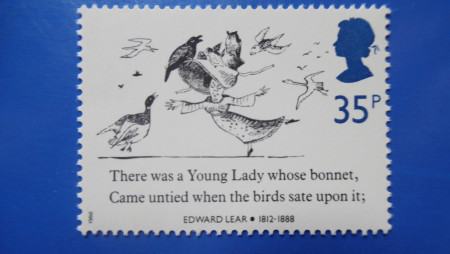 35P
There was a Young Lady whose bonnet,
Came untied when the birds sate upon it;
EDWARD LEAR • 1812-1888
1988